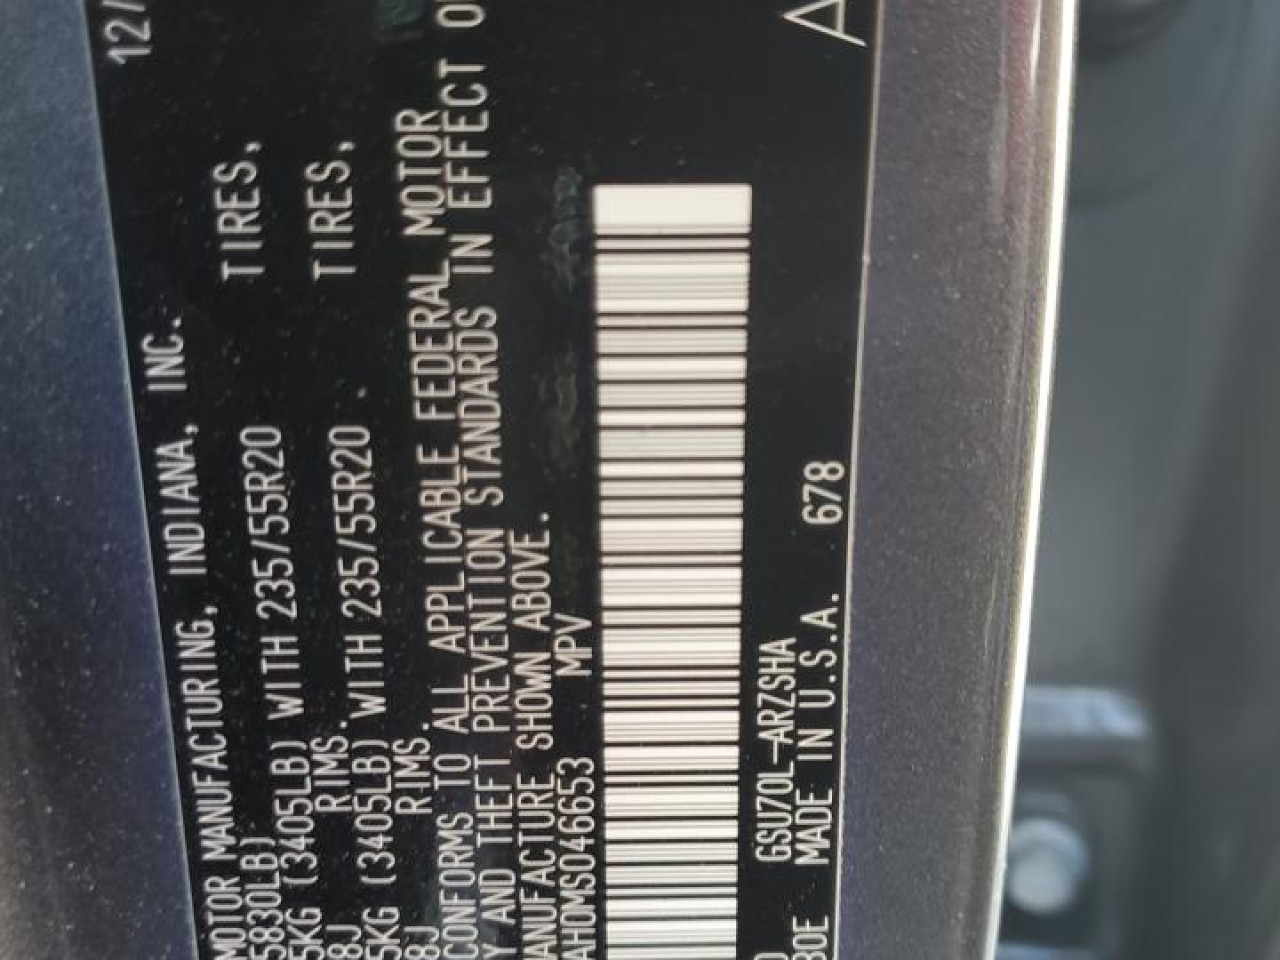 12/
MOTOR MANUFACTURING, INDIANA, INC.
5830LB)
5KG (3405LB) WITH 235/55R20 TIRES,
8J RIMS.
5KG (3405LB) WITH 235/55R20 TIRES,
8J RIMS.
CONFORMS TO ALL APPLICABLE FEDERAL MOTOR
Y AND THEFT PREVENTION STANDARDS IN EFFECT O
ANUFACTURE SHOWN ABOVE.
AH0MS046653 MPV
GSU70L-ARZSHA
80E MADE IN U.S.A. 678
A